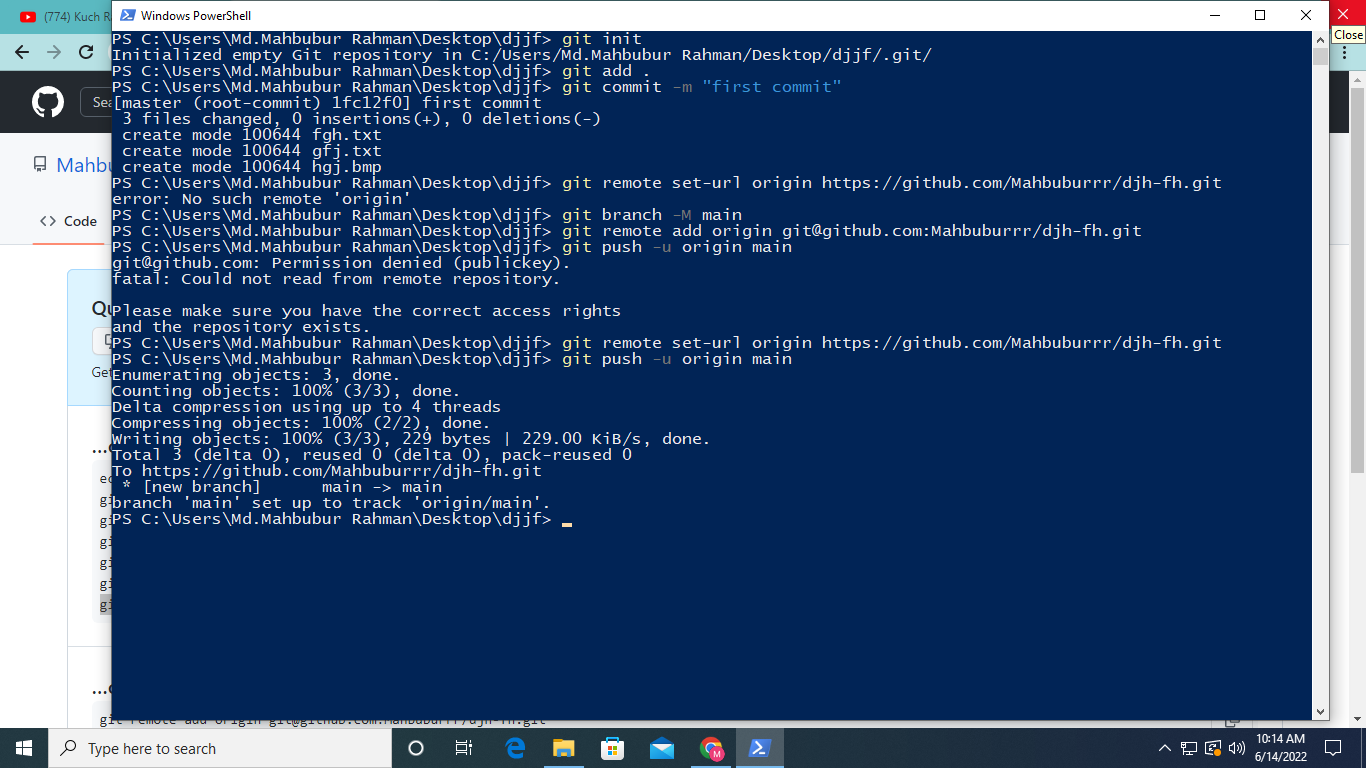 (774) Kuch R
Windows PowerShell
Close
PS C:\Users\Md.Mahbubur Rahman\Desktop\djjf> git init
Initialized empty Git repository in C:/Users/Md.Mahbubur Rahman/Desktop/djjf/.git/
PS C:\Users\Md.Mahbubur Rahman\Desktop\djjf> git add .
PS C:\Users\Md.Mahbubur Rahman\Desktop\djjf> git commit -m "first commit"
[master (root-commit) 1fc12f0] first commit
3 files changed, 0 insertions(+), 0 deletions(-)
create mode 100644 fgh.txt
create mode 100644 gfj.txt
create mode 100644 hgj.bmp
PS C:\Users\Md.Mahbubur Rahman\Desktop\djjf> git remote set-url origin https://github.com/Mahbuburrr/djh-fh.git
error: No such remote 'origin'
PS C:\Users\Md.Mahbubur Rahman\Desktop\djjf> git branch -M main
PS C:\Users\Md.Mahbubur Rahman\Desktop\djjf> git remote add origin git@github.com:Mahbuburrr/djh-fh.git
PS C:\Users\Md.Mahbubur Rahman\Desktop\djjf> git push -u origin main
git@github.com: Permission denied (publickey).
fatal: Could not read from remote repository.
Please make sure you have the correct access rights
and the repository exists.
PS C:\Users\Md.Mahbubur Rahman\Desktop\djjf> git remote set-url origin https://github.com/Mahbuburrr/djh-fh.git
PS C:\Users\Md.Mahbubur Rahman\Desktop\djjf> git push -u origin main
Enumerating objects: 3, done.
Counting objects: 100% (3/3), done.
Delta compression using up to 4 threads
Compressing objects: 100% (2/2), done.
Writing objects: 100% (3/3), 229 bytes | 229.00 KiB/s, done.
Total 3 (delta 0), reused 0 (delta 0), pack-reused 0
To https://github.com/Mahbuburrr/djh-fh.git
* [new branch]      main -> main
branch 'main' set up to track 'origin/main'.
PS C:\Users\Md.Mahbubur Rahman\Desktop\djjf>
Sea
Mahbu
Code
Qu
Get
git remote add origin git@github.com:Mahbuburrr/djh-fh.git
Type here to search
M
10:14 AM
6/14/2022